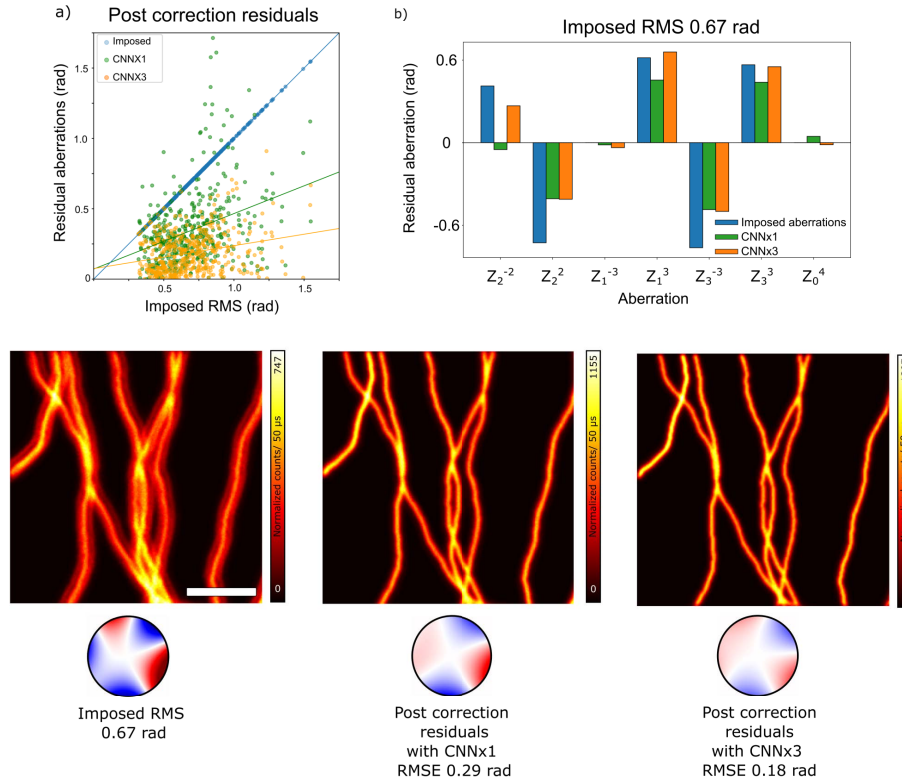 a)
Post correction residuals
Imposed
CNNX1
CNNX3
Residual aberrations (rad)
1.5
1.0
0.5
0
0.5
1.0
1.5
Imposed RMS (rad)
b)
Imposed RMS 0.67 rad
Residual aberration (rad)
0.6
0
-0.6
Imposed aberrations
CNNx1
CNNx3
Z₂⁻² Z₂² Z₁⁻³ Z₁³ Z₃⁻³ Z₃³ Z₀⁴
Aberration
747
Normalized counts/ 50 µs
0
1155
Normalized counts/ 50 µs
0
Imposed RMS
0.67 rad
Post correction
residuals
with CNNx1
RMSE 0.29 rad
Post correction
residuals
with CNNx3
RMSE 0.18 rad